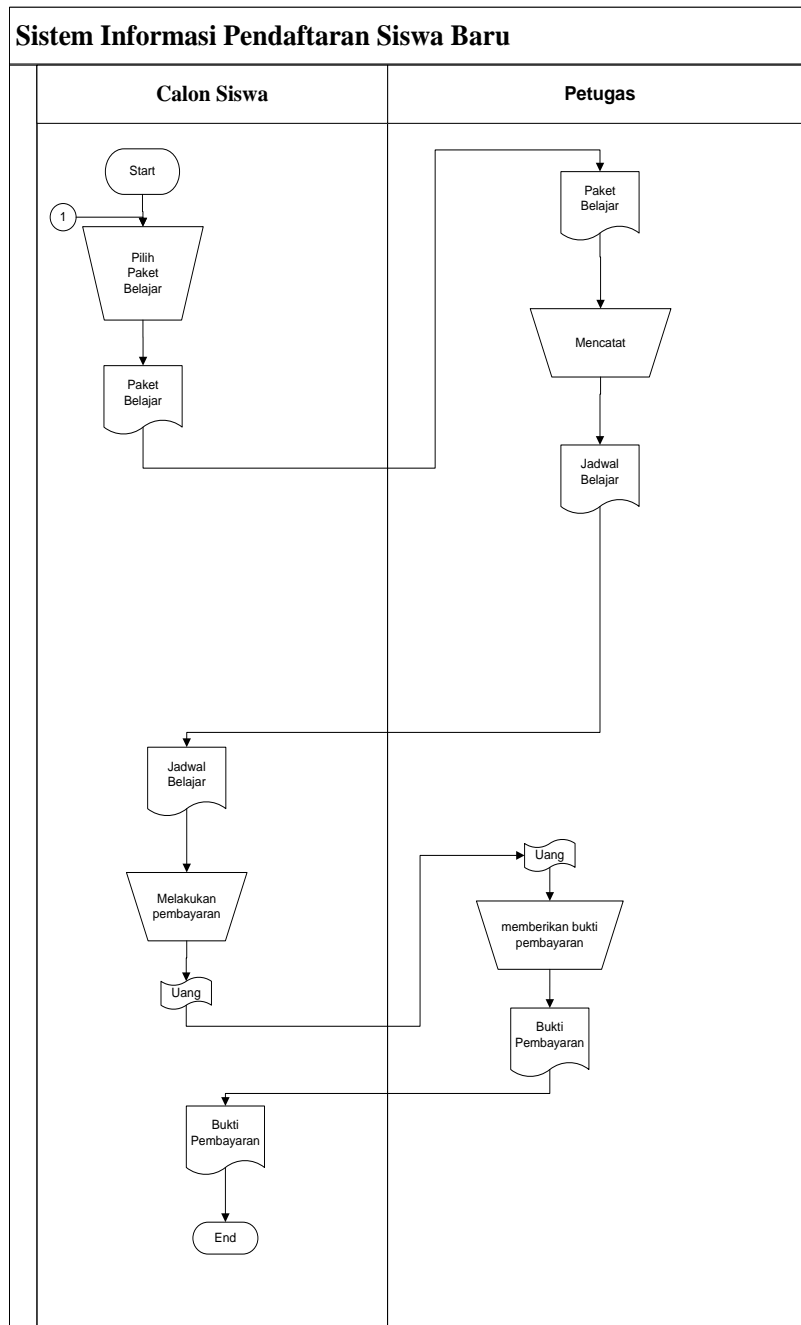 Sistem Informasi Pendaftaran Siswa Baru
Calon Siswa
Petugas
Start
1
Pilih
Paket
Belajar
Paket
Belajar
Paket
Belajar
Mencatat
Jadwal
Belajar
Jadwal
Belajar
Melakukan
pembayaran
Uang
Uang
memberikan bukti
pembayaran
Bukti
Pembayaran
Bukti
Pembayaran
End